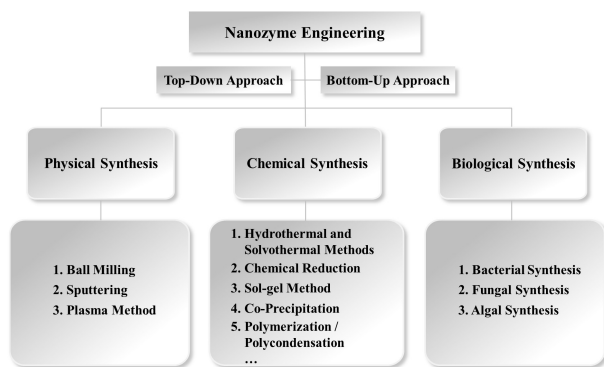 Nanozyme Engineering
Top-Down Approach
Bottom-Up Approach
Physical Synthesis
Chemical Synthesis
Biological Synthesis
1. Ball Milling
2. Sputtering
3. Plasma Method
1. Hydrothermal and
Solvothermal Methods
2. Chemical Reduction
3. Sol-gel Method
4. Co-Precipitation
5. Polymerization /
Polycondensation
…
1. Bacterial Synthesis
2. Fungal Synthesis
3. Algal Synthesis